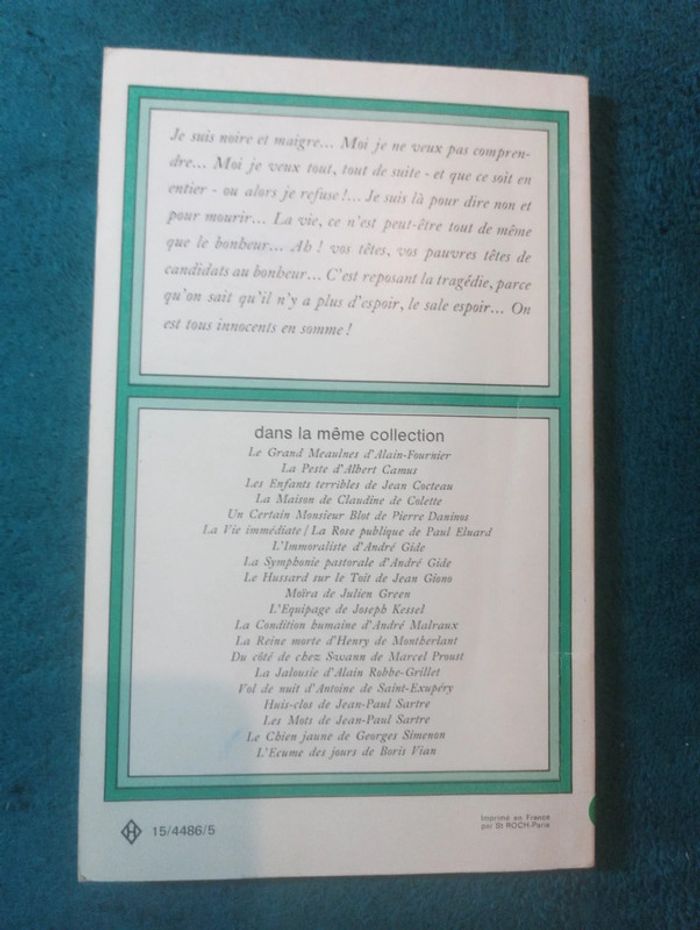 Je suis noire et maigre... Moi je ne veux pas compren-
dre... Moi je veux tout, tout de suite - et que ce soit en
entier - ou alors je refuse !... Je suis là pour dire non et
pour mourir... La vie, ce n'est peut-être tout de même
que le bonheur... Ah ! vos têtes, vos pauvres têtes de
candidats au bonheur... C'est reposant la tragédie, parce
qu'on sait qu'il n'y a plus d'espoir, le sale espoir... On
est tous innocents en somme !
dans la même collection
Le Grand Meaulnes d'Alain-Fournier
La Peste d'Albert Camus
Les Enfants terribles de Jean Cocteau
La Maison de Claudine de Colette
Un Certain Monsieur Blot de Pierre Daninos
La Vie immédiate / La Rose publique de Paul Eluard
L'Immoraliste d'André Gide
La Symphonie pastorale d'André Gide
Le Hussard sur le Toit de Jean Giono
Moïra de Julien Green
L'Equipage de Joseph Kessel
La Condition humaine d'André Malraux
La Reine morte d'Henry de Montherlant
Du côté de chez Swann de Marcel Proust
La Jalousie d'Alain Robbe-Grillet
Vol de nuit d'Antoine de Saint-Exupéry
Huis-clos de Jean-Paul Sartre
Les Mots de Jean-Paul Sartre
Le Chien jaune de Georges Simenon
L'Ecume des jours de Boris Vian
H 15/4486/5
Imprimé en France
par St ROCH-Paris